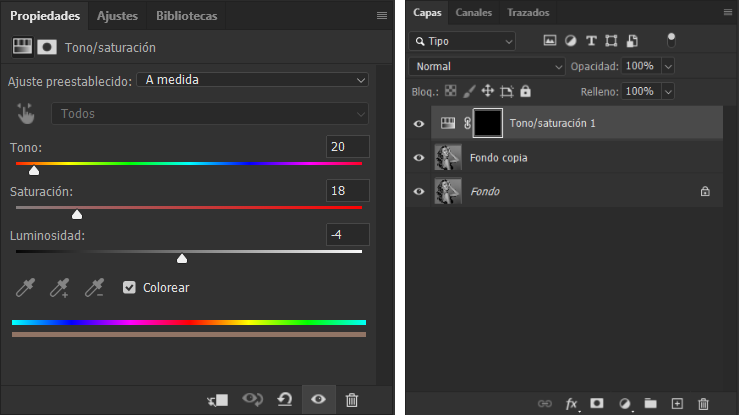 Propiedades Ajustes Bibliotecas
Tono/saturación
Ajuste preestablecido: A medida
Todos
Tono: 20
Saturación: 18
Luminosidad: -4
Colorear
Capas Canales Trazados
Tipo
Normal Opacidad: 100%
Bloq.: Relleno: 100%
Tono/saturación 1
Fondo copia
Fondo
fx